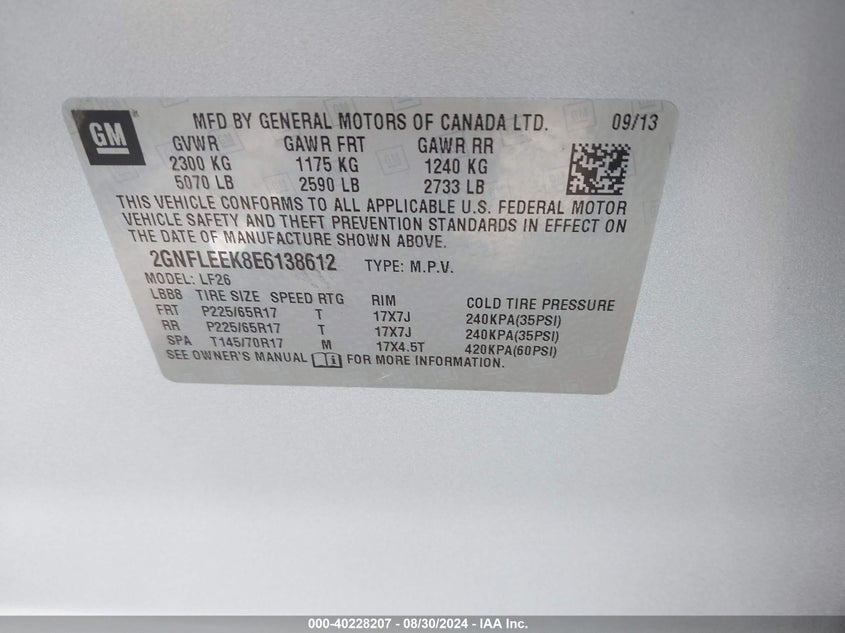 GM
MFD BY GENERAL MOTORS OF CANADA LTD. 09/13
GVWR GAWR FRT GAWR RR
2300 KG 1175 KG 1240 KG
5070 LB 2590 LB 2733 LB
THIS VEHICLE CONFORMS TO ALL APPLICABLE U.S. FEDERAL MOTOR
VEHICLE SAFETY AND THEFT PREVENTION STANDARDS IN EFFECT ON
THE DATE OF MANUFACTURE SHOWN ABOVE.
2GNFLEEK8E6138612 TYPE: M.P.V.
MODEL: LF26
LBB8 TIRE SIZE SPEED RTG RIM COLD TIRE PRESSURE
FRT P225/65R17 T 17X7J 240KPA(35PSI)
RR P225/65R17 T 17X7J 240KPA(35PSI)
SPA T145/70R17 M 17X4.5T 420KPA(60PSI)
SEE OWNER'S MANUAL FOR MORE INFORMATION.
000-40228207 - 08/30/2024 - IAA Inc.